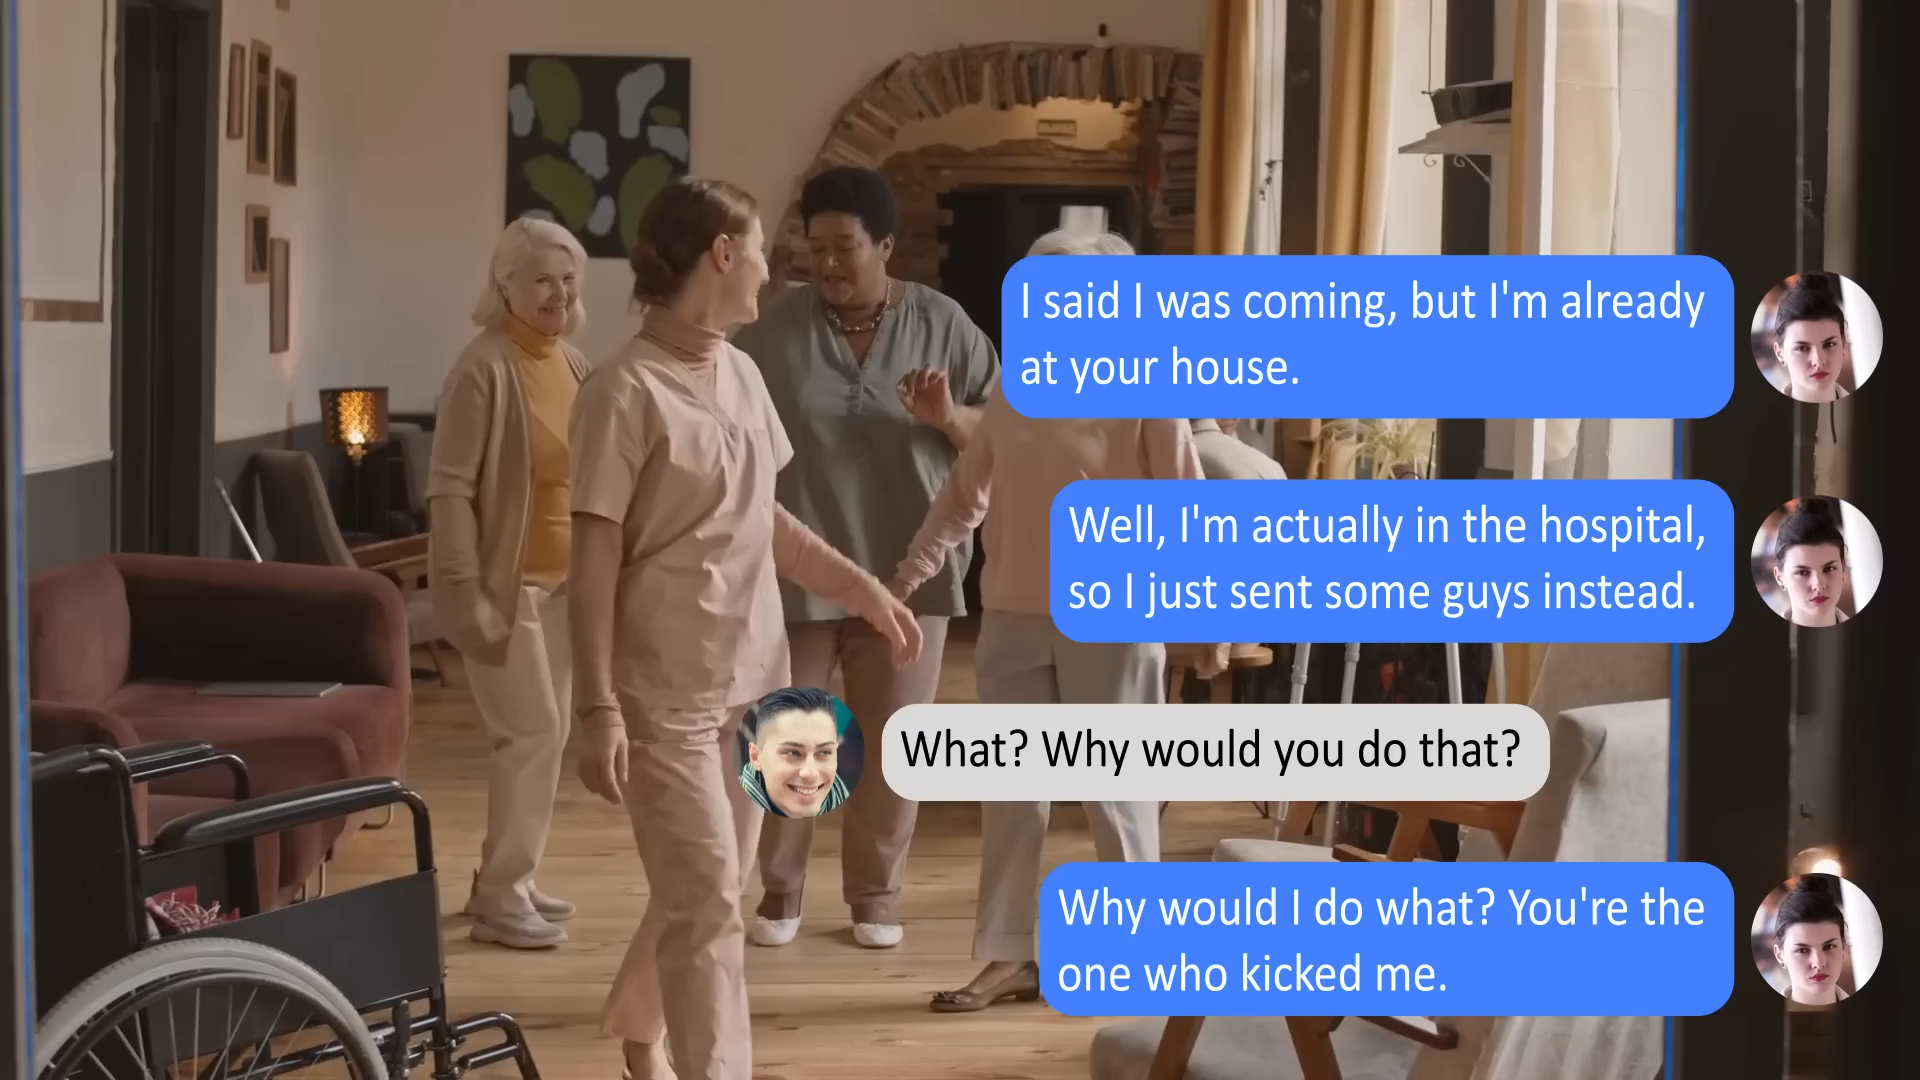 I said I was coming, but I'm already
at your house.
Well, I'm actually in the hospital,
so I just sent some guys instead.
What? Why would you do that?
Why would I do what? You're the
one who kicked me.